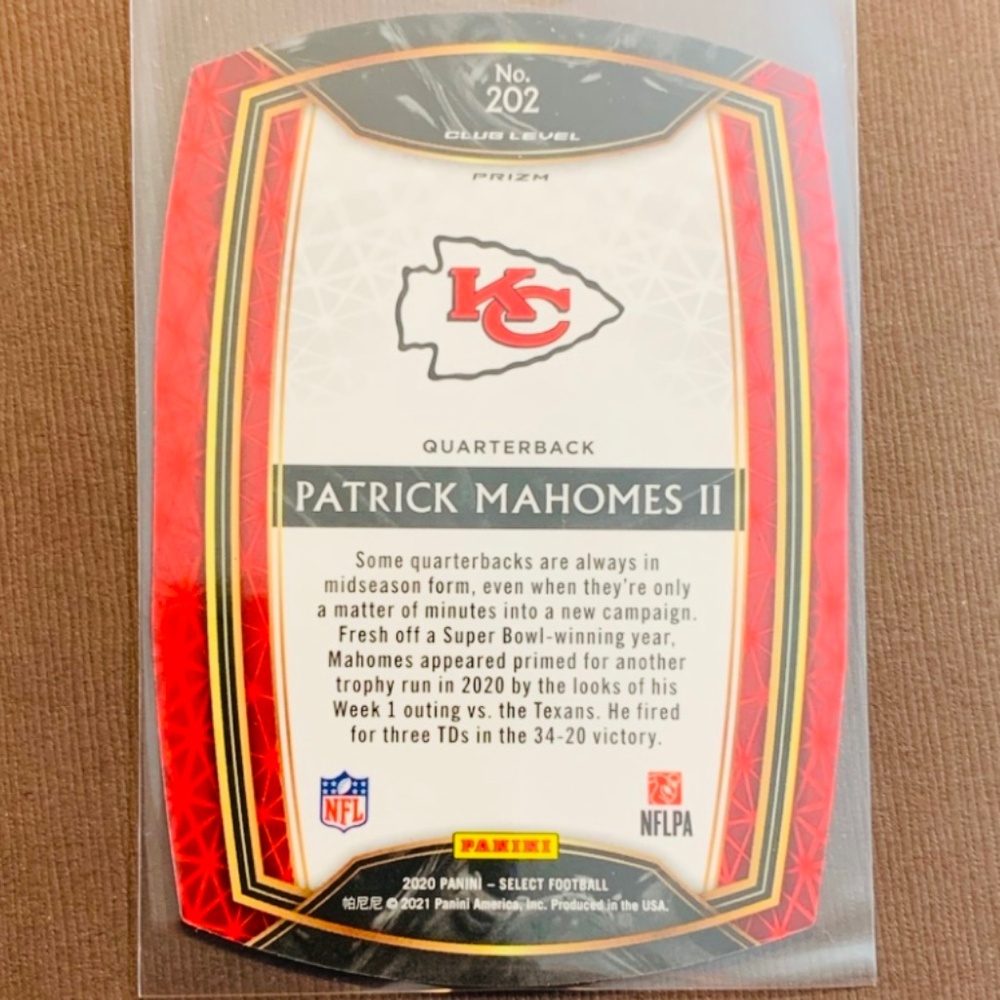 No.
202
CLUB LEVEL
PRIZM
KC
QUARTERBACK
PATRICK MAHOMES II
Some quarterbacks are always in
midseason form, even when they're only
a matter of minutes into a new campaign.
Fresh off a Super Bowl-winning year,
Mahomes appeared primed for another
trophy run in 2020 by the looks of his
Week 1 outing vs. the Texans. He fired
for three TDs in the 34-20 victory.
NFL
NFLPA
PANINI
2020 PANINI – SELECT FOOTBALL
帕尼尼 © 2021 Panini America, Inc. Produced in the USA.